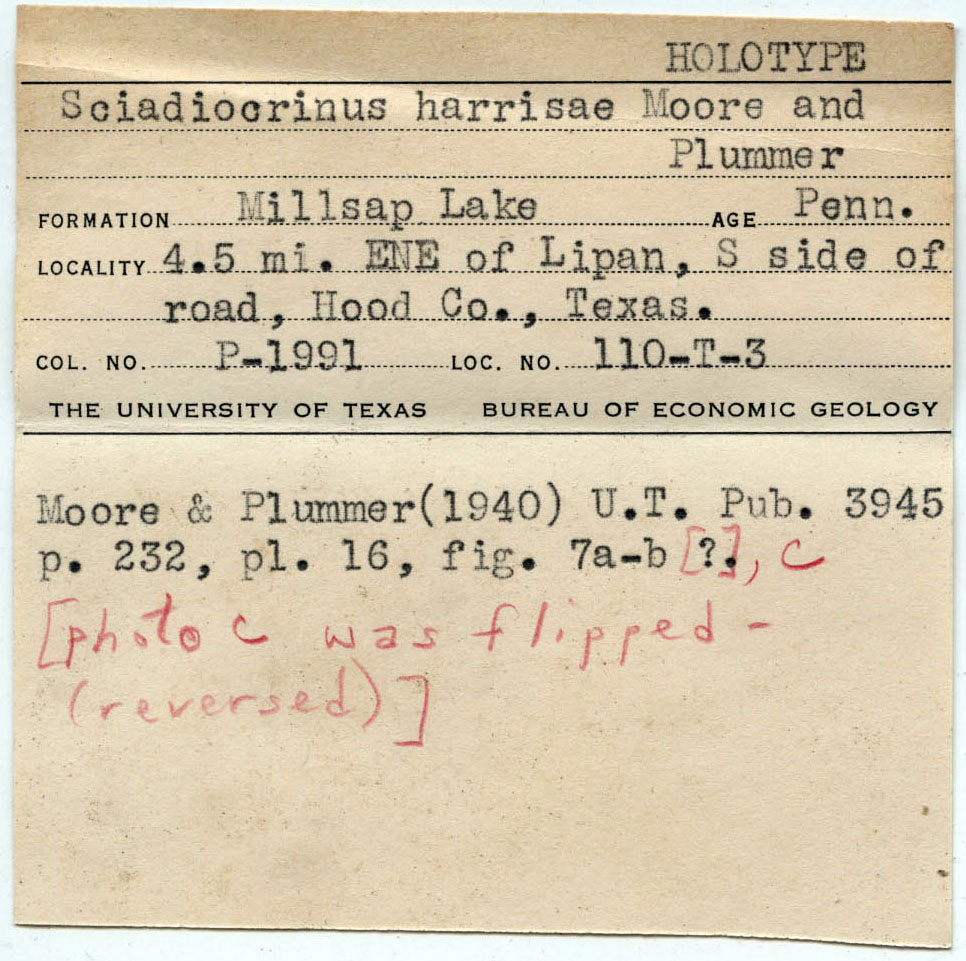 HOLOTYPE
Sciadiocrinus harrisae Moore and
Plummer
FORMATION Millsap Lake AGE Penn.
LOCALITY 4.5 mi. ENE of Lipan, S side of
road, Hood Co., Texas.
COL. NO. P-1991 LOC. NO. 110-T-3
THE UNIVERSITY OF TEXAS BUREAU OF ECONOMIC GEOLOGY
Moore & Plummer(1940) U.T. Pub. 3945
p. 232, pl. 16, fig. 7a-b [?.], c
[photo c was flipped -
(reversed)]